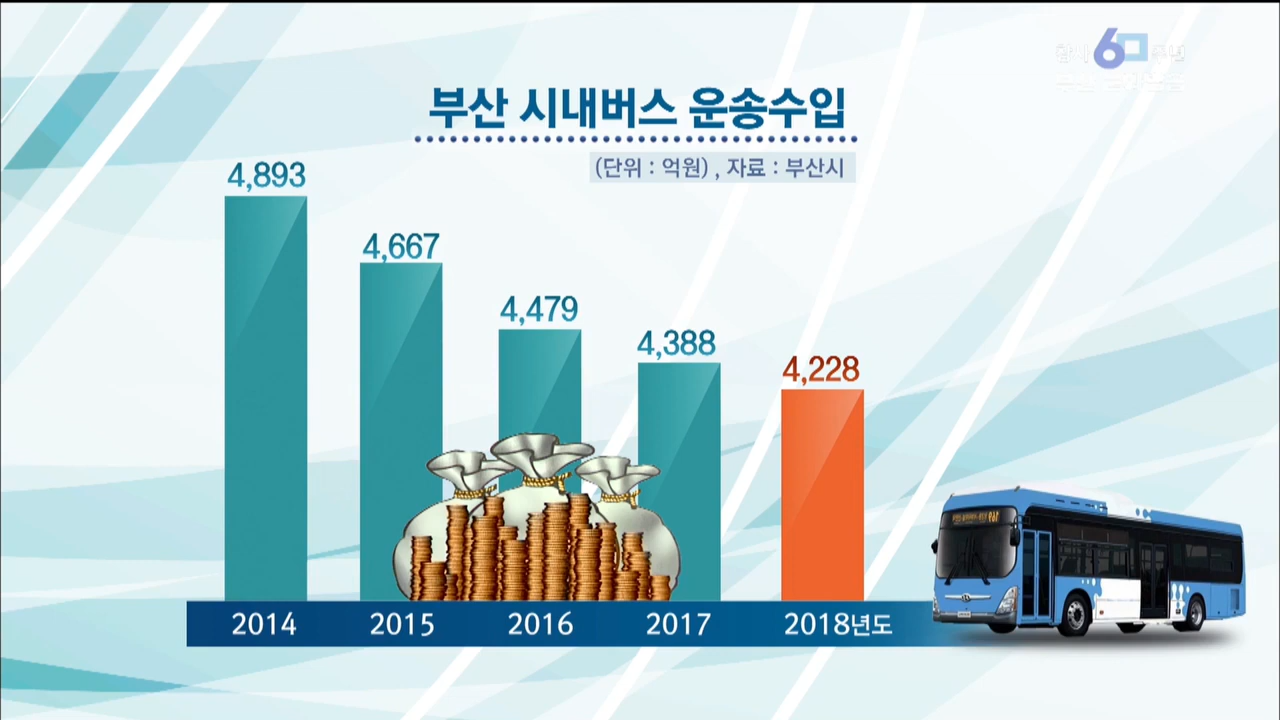 60
부산 시내버스 운송수입
(단위 : 억원) , 자료 : 부산시
4,893
4,667
4,479
4,388
4,228
2014 2015 2016 2017 2018년도